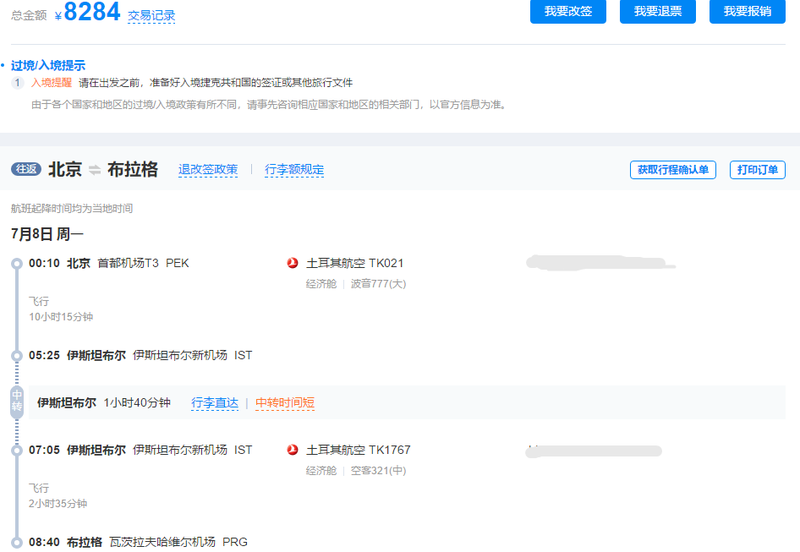 总金额 ¥8284 交易记录 我要改签 我要退票 我要报销
过境/入境提示
1 入境提醒 请在出发之前，准备好入境捷克共和国的签证或其他旅行文件
由于各个国家和地区的过境/入境政策有所不同，请事先咨询相应国家和地区的相关部门，以官方信息为准。
往返 北京 布拉格 退改签政策 行李额规定 获取行程确认单 打印订单
航班起降时间均为当地时间
7月8日 周一
00:10 北京 首都机场T3 PEK 土耳其航空 TK021
经济舱 | 波音777(大)
飞行
10小时15分钟
05:25 伊斯坦布尔 伊斯坦布尔新机场 IST
中转 伊斯坦布尔 1小时40分钟 行李直达 | 中转时间短
07:05 伊斯坦布尔 伊斯坦布尔新机场 IST 土耳其航空 TK1767
经济舱 | 空客321(中)
飞行
2小时35分钟
08:40 布拉格 瓦茨拉夫哈维尔机场 PRG